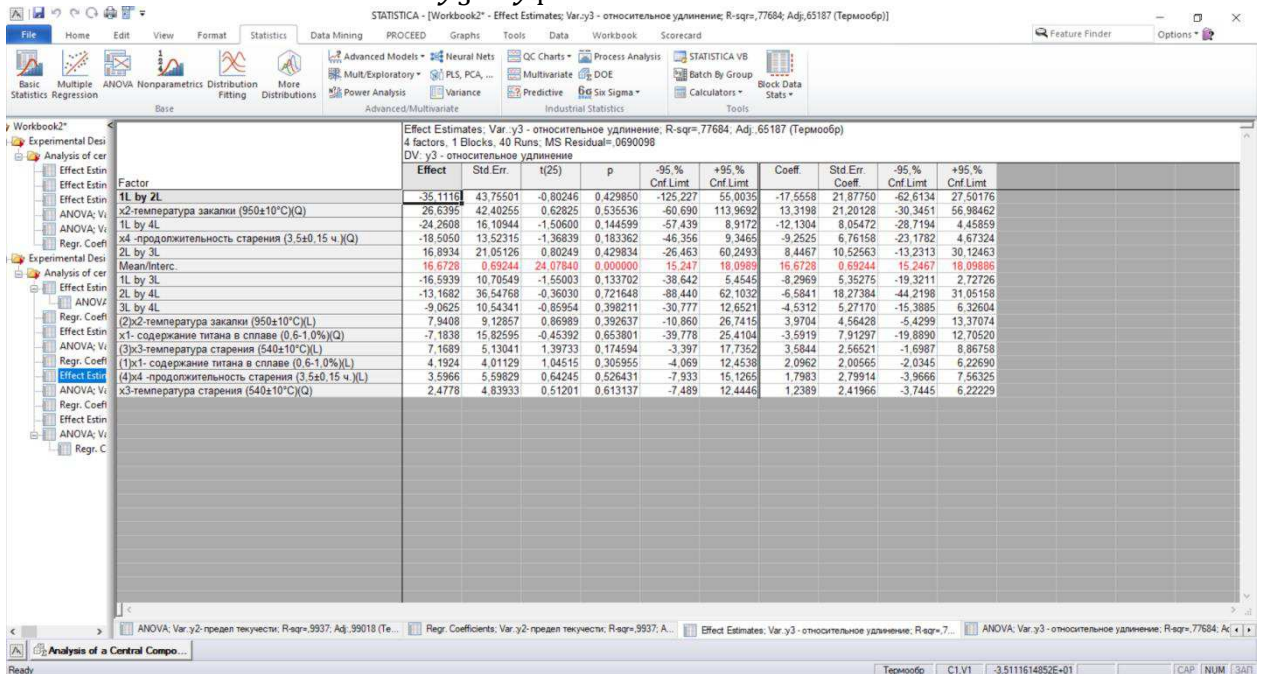 STATISTICA - [Workbook2* - Effect Estimates; Var.:y3 - относительное удлинение; R-sqr=,77684; Adj:,65187 (Термообр)]
File Home Edit View Format Statistics Data Mining PROCEED Graphs Tools Data Workbook Scorecard Feature Finder Options
Basic Statistics Multiple Regression ANOVA Nonparametrics Distribution Fitting More Distributions
Base
Advanced Models Neural Nets
Mult/Exploratory PLS, PCA, ...
Power Analysis Variance
Advanced/Multivariate
QC Charts Process Analysis
Multivariate DOE
Predictive Six Sigma
Industrial Statistics
STATISTICA VB
Batch By Group
Calculators
Block Data Stats
Tools
Workbook2*
Experimental Desi
Analysis of cer
Effect Estin
Effect Estin
Effect Estin
ANOVA; Va
ANOVA; Va
Regr. Coeff
Experimental Desi
Analysis of cer
Effect Estin
ANOVA
Regr. Coeff
Effect Estin
ANOVA; Va
Regr. Coeff
Effect Estin
ANOVA; Va
Regr. Coeff
Effect Estin
ANOVA; Va
Regr. C
Effect Estimates; Var.:y3 - относительное удлинение; R-sqr=,77684; Adj:,65187 (Термообр)
4 factors, 1 Blocks, 40 Runs; MS Residual=,0690098
DV: y3 - относительное удлинение
Factor Effect Std.Err. t(25) p -95,% Cnf.Limt +95,% Cnf.Limt Coeff. Std.Err. Coeff. -95,% Cnf.Limt +95,% Cnf.Limt
1L by 2L -35,1116 43,75501 -0,80246 0,429850 -125,227 55,0035 -17,5558 21,87750 -62,6134 27,50176
x2-температура закалки (950±10°C)(Q) 26,6395 42,40255 0,62825 0,535536 -60,690 113,9692 13,3198 21,20128 -30,3451 56,98462
1L by 4L -24,2608 16,10944 -1,50600 0,144599 -57,439 8,9172 -12,1304 8,05472 -28,7194 4,45859
x4 -продолжительность старения (3,5±0,15 ч.)(Q) -18,5050 13,52315 -1,36839 0,183362 -46,356 9,3465 -9,2525 6,76158 -23,1782 4,67324
2L by 3L 16,8934 21,05126 0,80249 0,429834 -26,463 60,2493 8,4467 10,52563 -13,2313 30,12463
Mean/Interc. 16,6728 0,69244 24,07840 0,000000 15,247 18,0989 16,6728 0,69244 15,2467 18,09886
1L by 3L -16,5939 10,70549 -1,55003 0,133702 -38,642 5,4545 -8,2969 5,35275 -19,3211 2,72726
2L by 4L -13,1682 36,54768 -0,36030 0,721648 -88,440 62,1032 -6,5841 18,27384 -44,2198 31,05158
3L by 4L -9,0625 10,54341 -0,85954 0,398211 -30,777 12,6521 -4,5312 5,27170 -15,3885 6,32604
(2)x2-температура закалки (950±10°C)(L) 7,9408 9,12857 0,86989 0,392637 -10,860 26,7415 3,9704 4,56428 -5,4299 13,37074
x1- содержание титана в сплаве (0,6-1,0%)(Q) -7,1838 15,82595 -0,45392 0,653801 -39,778 25,4104 -3,5919 7,91297 -19,8890 12,70520
(3)x3-температура старения (540±10°C)(L) 7,1689 5,13041 1,39733 0,174594 -3,397 17,7352 3,5844 2,56521 -1,6987 8,86758
(1)x1- содержание титана в сплаве (0,6-1,0%)(L) 4,1924 4,01129 1,04515 0,305955 -4,069 12,4538 2,0962 2,00565 -2,0345 6,22690
(4)x4 -продолжительность старения (3,5±0,15 ч.)(L) 3,5966 5,59829 0,64245 0,526431 -7,933 15,1265 1,7983 2,79914 -3,9666 7,56325
x3-температура старения (540±10°C)(Q) 2,4778 4,83933 0,51201 0,613137 -7,489 12,4446 1,2389 2,41966 -3,7445 6,22229
ANOVA; Var.:y2- предел текучести; R-sqr=,9937; Adj:,99018 (Те... Regr. Coefficients; Var.:y2- предел текучести; R-sqr=,9937; A... Effect Estimates; Var.:y3 - относительное удлинение; R-sqr=,7... ANOVA; Var.:y3 - относительное удлинение; R-sqr=,77684; Ac
Analysis of a Central Compo...
Ready Термообр C1.V1 -3.5111614852E+01 CAP NUM ЗАП